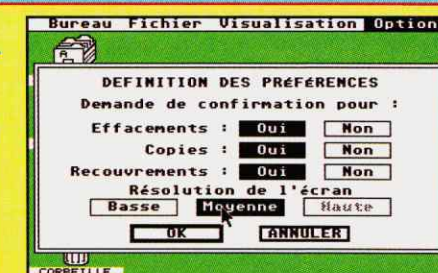 Bureau Fichier Visualisation Option
DEFINITION DES PRéFéRENCES
Demande de confirmation pour :
Effacements : Oui Non
Copies : Oui Non
Recouvrements : Oui Non
Résolution de l'écran
Basse Moyenne Haute
OK ANNULER
CORBEILLE